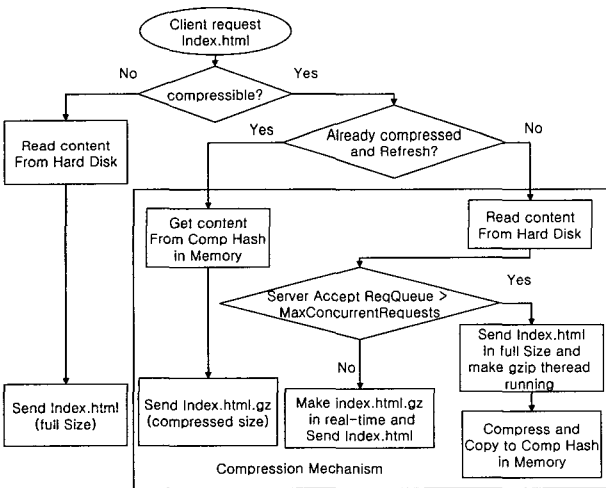 Client request
Index.html
No
Yes
compressible?
Read content
From Hard Disk
Yes
Already compressed
and Refresh?
No
Get content
From Comp Hash
in Memory
Read content
From Hard Disk
Server Accept ReqQueue >
MaxConcurrentRequests
Yes
No
Send Index.html
in full Size and
make gzip theread
running
Send Index.html
(full Size)
Send Index.html.gz
(compressed size)
Make index.html.gz
in real-time and
Send Index.html
Compress and
Copy to Comp Hash
in Memory
Compression Mechanism